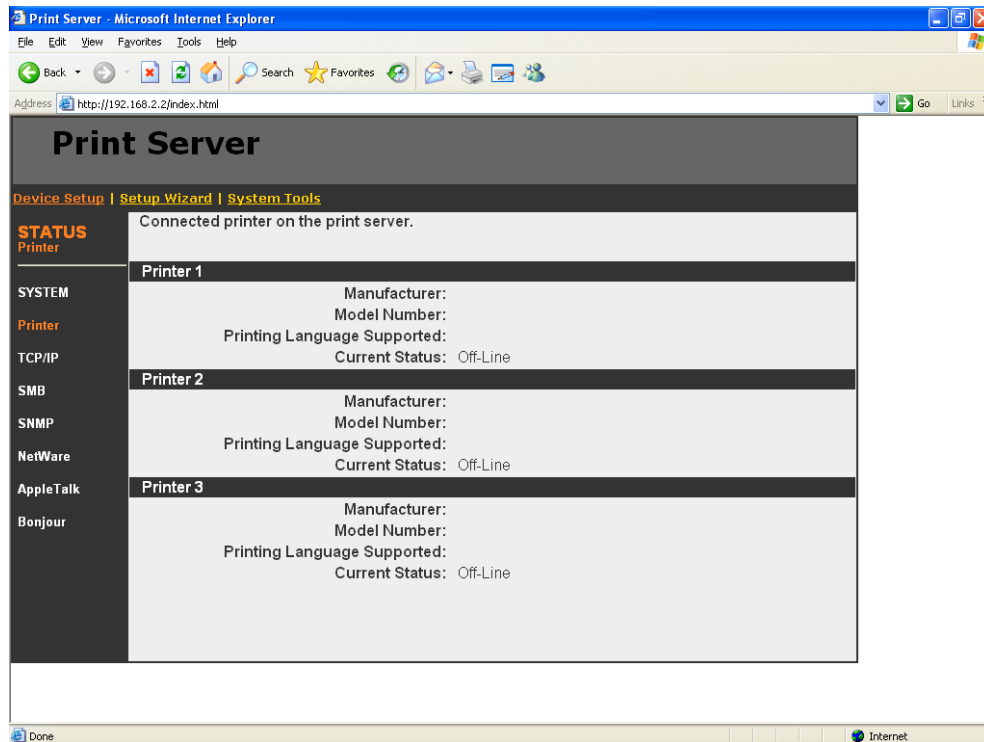 Print Server - Microsoft Internet Explorer
File Edit View Favorites Tools Help
Back Search Favorites
Address http://192.168.2.2/index.html Go Links
Print Server
Device Setup | Setup Wizard | System Tools
STATUS
Printer
SYSTEM
Printer
TCP/IP
SMB
SNMP
NetWare
AppleTalk
Bonjour
Connected printer on the print server.
Printer 1
Manufacturer:
Model Number:
Printing Language Supported:
Current Status: Off-Line
Printer 2
Manufacturer:
Model Number:
Printing Language Supported:
Current Status: Off-Line
Printer 3
Manufacturer:
Model Number:
Printing Language Supported:
Current Status: Off-Line
Done Internet